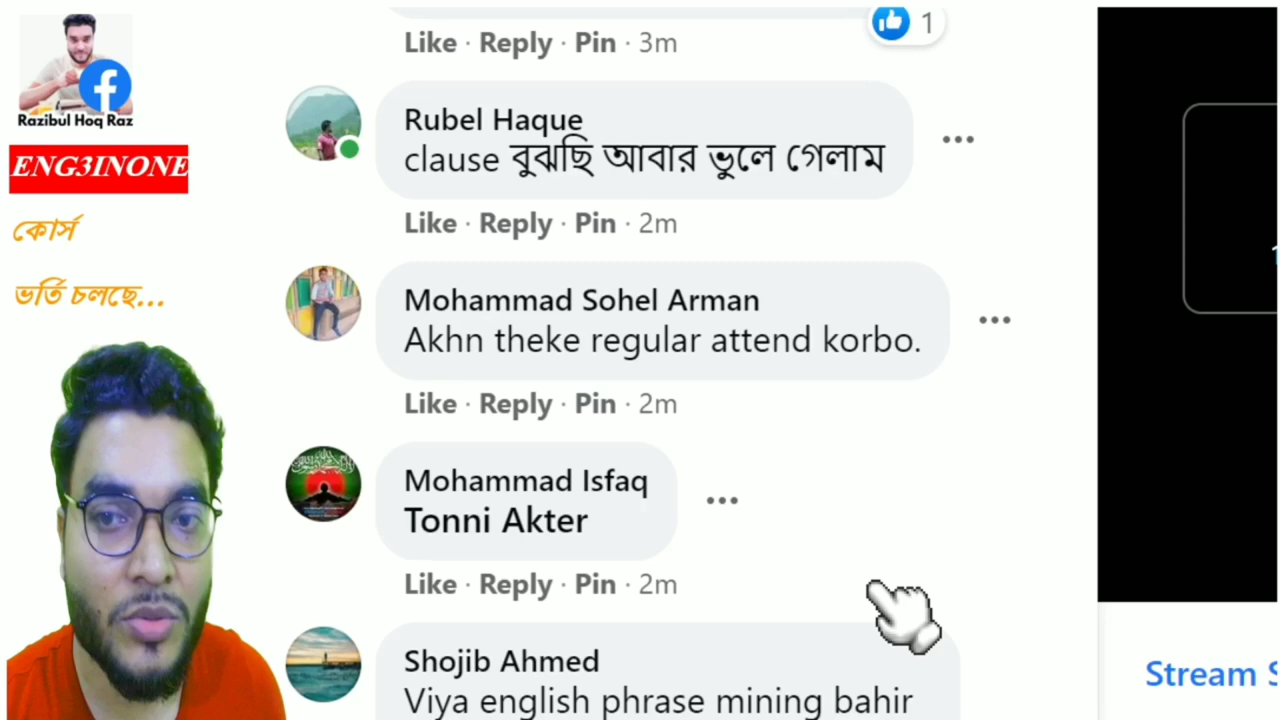 Razibul Hoq Raz
ENG3INONE
কোর্স
ভর্তি চলছে...
1
Like · Reply · Pin · 3m
Rubel Haque
clause বুঝছি আবার ভুলে গেলাম
Like · Reply · Pin · 2m
Mohammad Sohel Arman
Akhn theke regular attend korbo.
Like · Reply · Pin · 2m
Mohammad Isfaq
Tonni Akter
Like · Reply · Pin · 2m
Shojib Ahmed
Viya english phrase mining bahir
Stream S